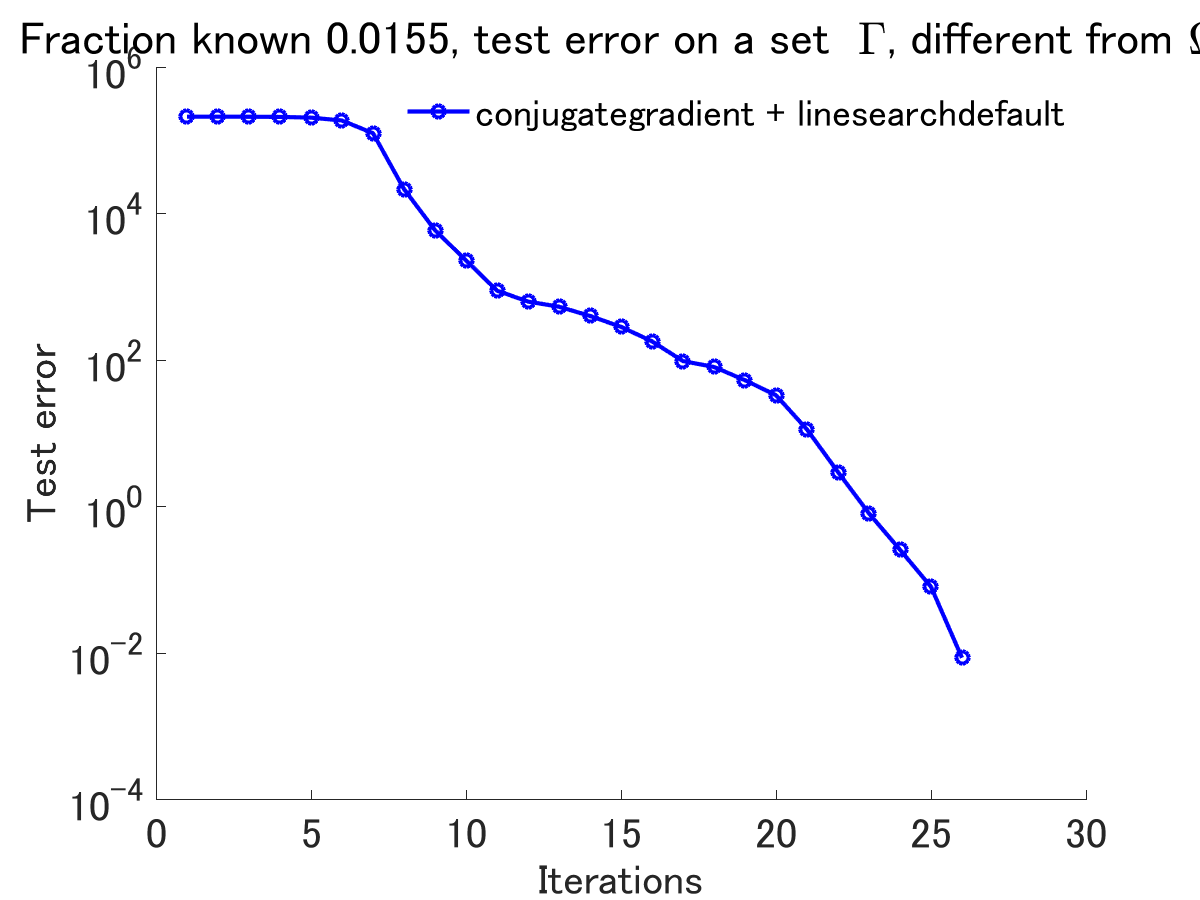 Fraction known 0.0155, test error on a set Γ, different from Ω
10^6
conjugategradient + linesearchdefault
10^4
10^2
10^0
10^-2
10^-4
Test error
0 5 10 15 20 25 30
Iterations